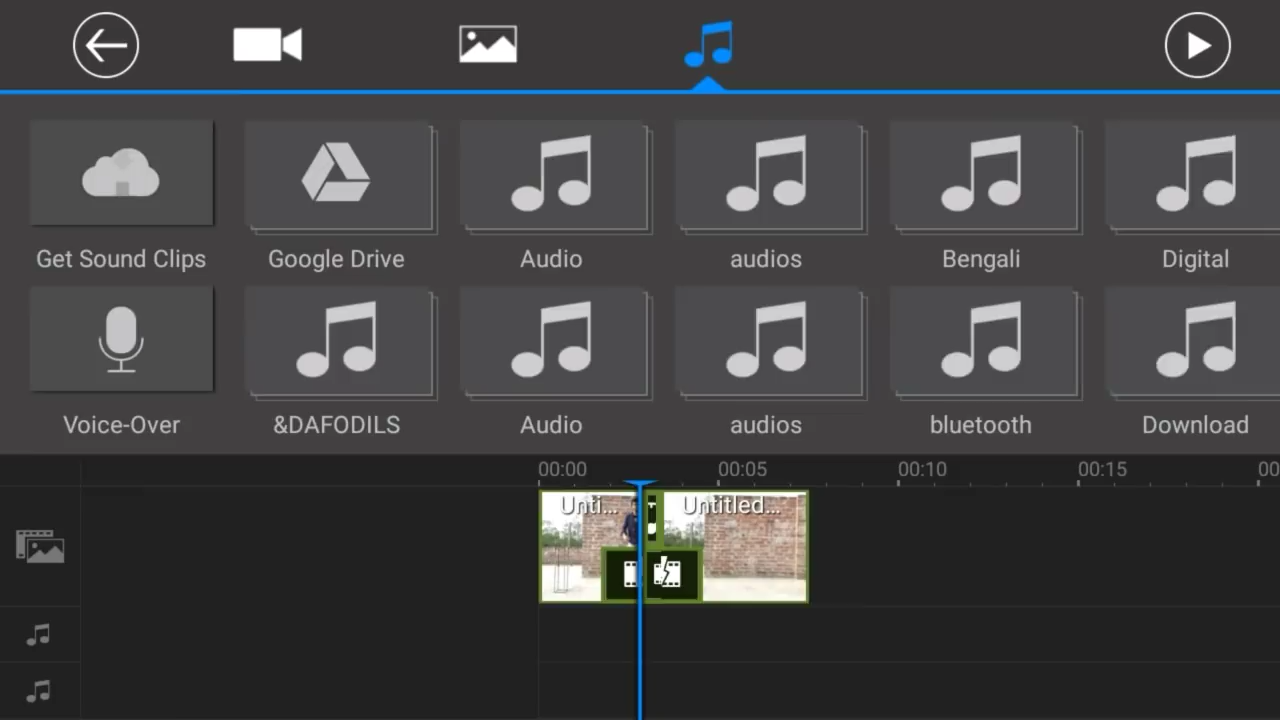 Get Sound Clips Google Drive Audio audios Bengali Digital
Voice-Over &DAFODILS Audio audios bluetooth Download
00:00 00:05 00:10 00:15 00
Unti... Untitled...